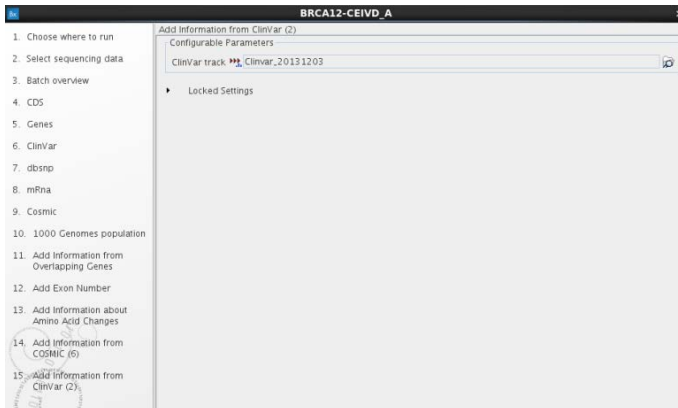 BRCA12-CEIVD_A
1. Choose where to run
2. Select sequencing data
3. Batch overview
4. CDS
5. Genes
6. ClinVar
7. dbsnp
8. mRna
9. Cosmic
10. 1000 Genomes population
11. Add Information from
Overlapping Genes
12. Add Exon Number
13. Add Information about
Amino Acid Changes
14. Add Information from
COSMIC (6)
15. Add Information from
ClinVar (2)
Add Information from ClinVar (2)
Configurable Parameters
ClinVar track Clinvar_20131203
Locked Settings